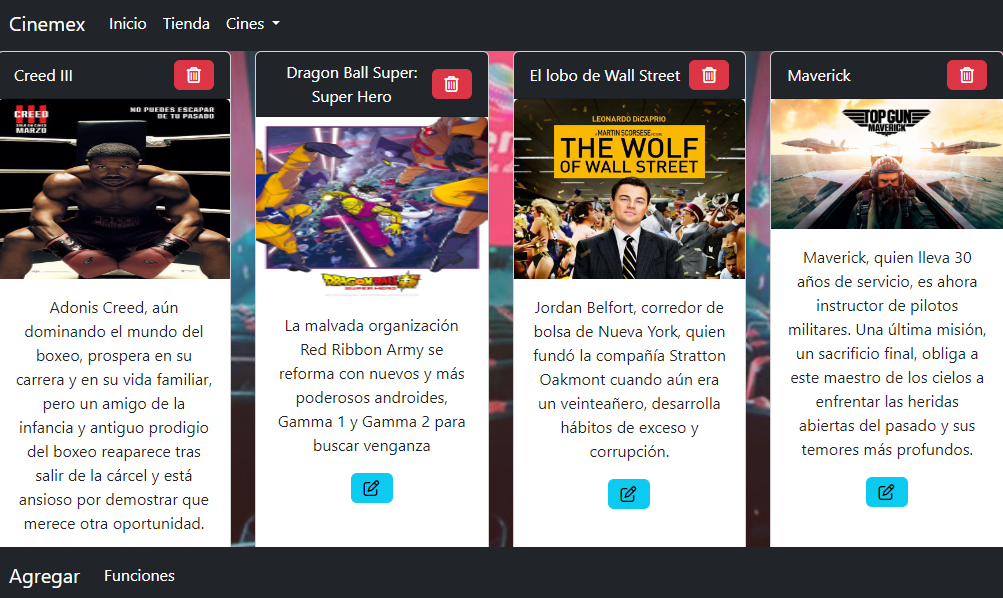 Cinemex Inicio Tienda Cines
Creed III
CREED
III
SOLO EN CINES
MARZO
NO PUEDES ESCAPAR
DE TU PASADO
Adonis Creed, aún
dominando el mundo del
boxeo, prospera en su
carrera y en su vida familiar,
pero un amigo de la
infancia y antiguo prodigio
del boxeo reaparece tras
salir de la cárcel y está
ansioso por demostrar que
merece otra oportunidad.
Dragon Ball Super:
Super Hero
DRAGON BALL
SUPER HERO
La malvada organización
Red Ribbon Army se
reforma con nuevos y más
poderosos androides,
Gamma 1 y Gamma 2 para
buscar venganza
El lobo de Wall Street
LEONARDO DiCAPRIO
A MARTIN SCORSESE PICTURE
THE WOLF
OF WALL STREET
Jordan Belfort, corredor de
bolsa de Nueva York, quien
fundó la compañía Stratton
Oakmont cuando aún era
un veinteañero, desarrolla
hábitos de exceso y
corrupción.
Maverick
TOP GUN
MAVERICK
Maverick, quien lleva 30
años de servicio, es ahora
instructor de pilotos
militares. Una última misión,
un sacrificio final, obliga a
este maestro de los cielos a
enfrentar las heridas
abiertas del pasado y sus
temores más profundos.
Agregar Funciones